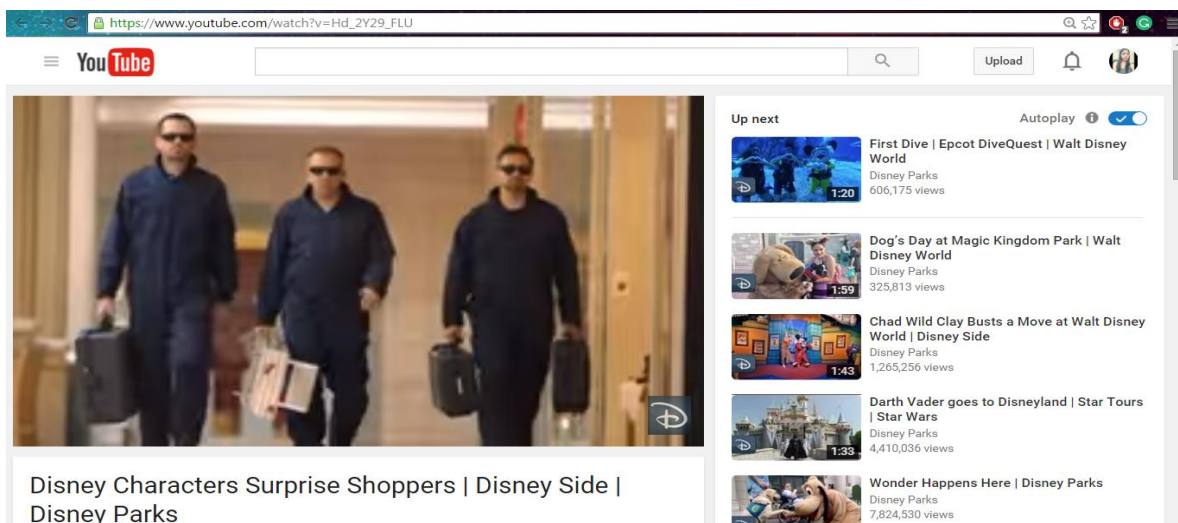 https://www.youtube.com/watch?v=Hd_2Y29_FLU
2
G
YouTube
Upload
Up next
Autoplay
First Dive | Epcot DiveQuest | Walt Disney
World
Disney Parks
606,175 views
1:20
Dog's Day at Magic Kingdom Park | Walt
Disney World
Disney Parks
325,813 views
1:59
Chad Wild Clay Busts a Move at Walt Disney
World | Disney Side
Disney Parks
1,265,256 views
1:43
Darth Vader goes to Disneyland | Star Tours
| Star Wars
Disney Parks
4,410,036 views
1:33
Wonder Happens Here | Disney Parks
Disney Parks
7,824,530 views
Disney Characters Surprise Shoppers | Disney Side |
Disney Parks